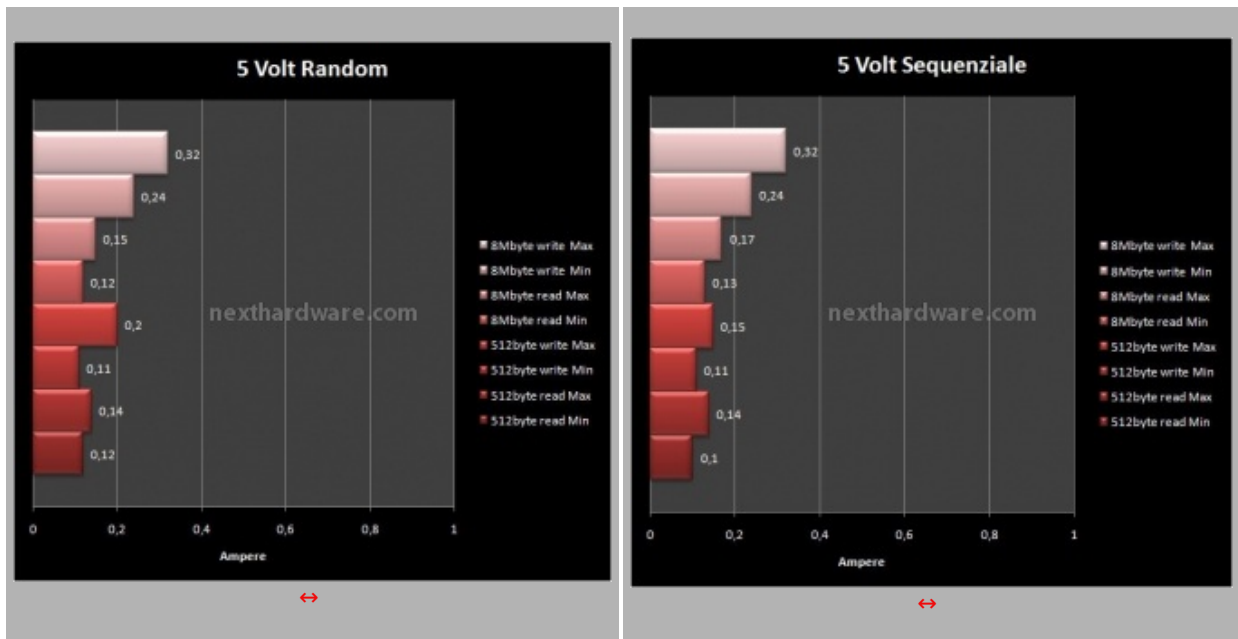 5 Volt Random
0,32
0,24
0,15
0,12
0,2
0,11
0,14
0,12
nexthardware.com
8Mbyte write Max
8Mbyte write Min
8Mbyte read Max
8Mbyte read Min
512byte write Max
512byte write Min
512byte read Max
512byte read Min
0 0,2 0,4 0,6 0,8 1
Ampere
5 Volt Sequenziale
0,32
0,24
0,17
0,13
0,15
0,11
0,14
0,1
nexthardware.com
8Mbyte write Max
8Mbyte write Min
8Mbyte read Max
8Mbyte read Min
512byte write Max
512byte write Min
512byte read Max
512byte read Min
0 0,2 0,4 0,6 0,8 1
Ampere